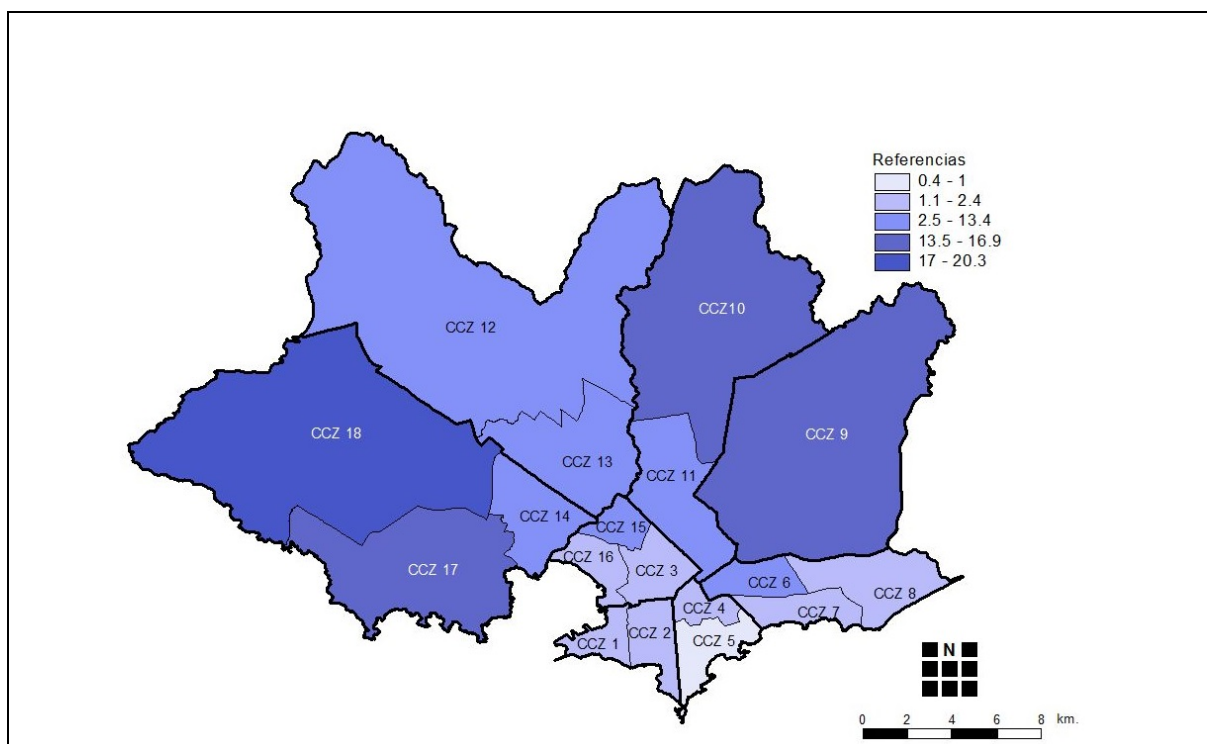 Referencias
0.4 - 1
1.1 - 2.4
2.5 - 13.4
13.5 - 16.9
17 - 20.3
CCZ10
CCZ 12
CCZ 9
CCZ 18
CCZ 13
CCZ 11
CCZ 14
CCZ 15
CCZ 16
CCZ 3
CCZ 17
CCZ 6
CCZ 8
CCZ 4
CCZ 7
CCZ 1
CCZ 2
CCZ 5
N
0 2 4 6 8 km.